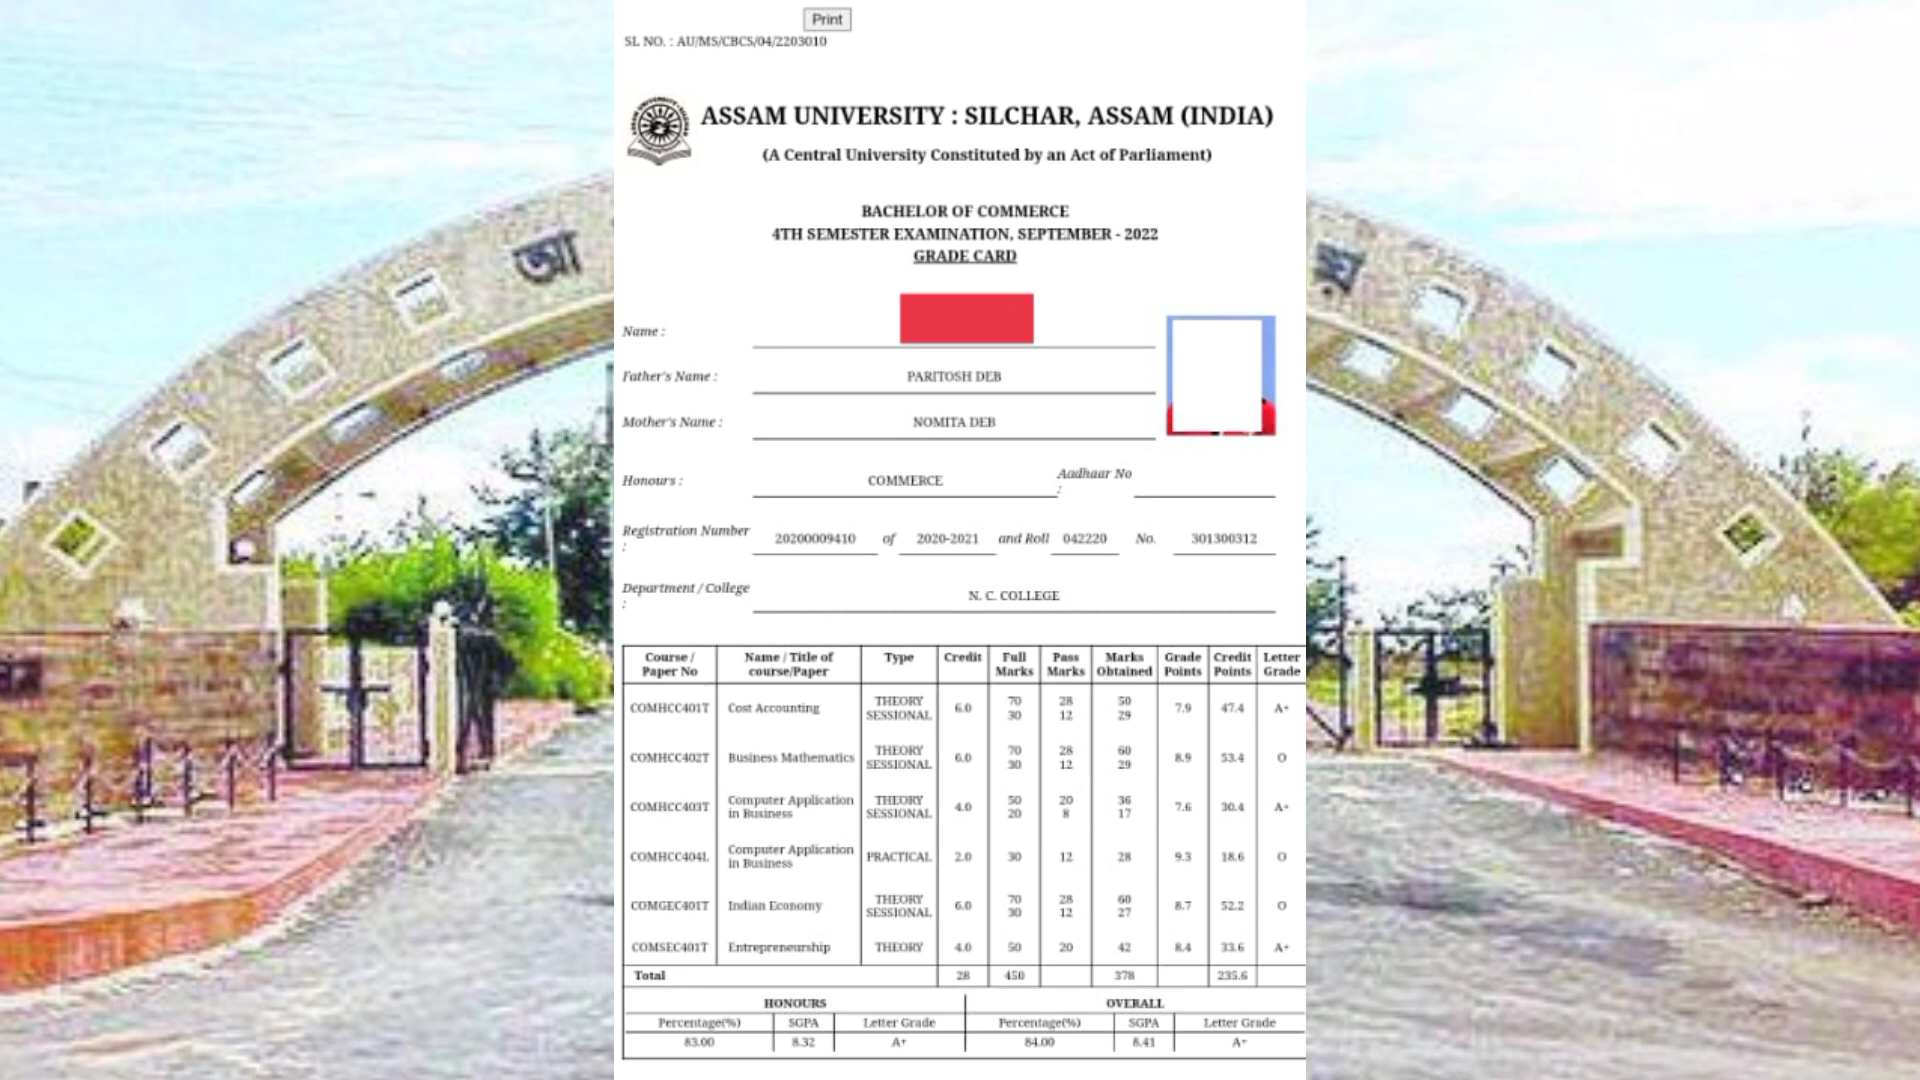 Print
SL NO. : AU/MS/CBCS/04/2203010
ASSAM UNIVERSITY : SILCHAR, ASSAM (INDIA)
(A Central University Constituted by an Act of Parliament)
BACHELOR OF COMMERCE
4TH SEMESTER EXAMINATION, SEPTEMBER - 2022
GRADE CARD
আ
Name :
Father's Name : PARITOSH DEB
Mother's Name : NOMITA DEB
Honours : COMMERCE Aadhaar No :
Registration Number : 20200009410 of 2020-2021 and Roll 042220 No. 301300312
Department / College : N. C. COLLEGE
Course / Paper No Name / Title of course/Paper Type Credit Full Marks Pass Marks Marks Obtained Grade Points Credit Points Letter Grade
COMHCC401T Cost Accounting THEORY 6.0 70 28 50 7.9 47.4 A+
SESSIONAL 30 12 29
COMHCC402T Business Mathematics THEORY 6.0 70 28 60 8.9 53.4 O
SESSIONAL 30 12 29
COMHCC403T Computer Application THEORY 4.0 50 20 36 7.6 30.4 A+
in Business SESSIONAL 20 8 17
COMHCC404L Computer Application in Business PRACTICAL 2.0 30 12 28 9.3 18.6 O
COMGEC401T Indian Economy THEORY 6.0 70 28 60 8.7 52.2 O
SESSIONAL 30 12 27
COMSEC401T Entrepreneurship THEORY 4.0 50 20 42 8.4 33.6 A+
Total 28 450 378 235.6
HONOURS OVERALL
Percentage(%) SGPA Letter Grade Percentage(%) SGPA Letter Grade
83.00 8.32 A+ 84.00 8.41 A+